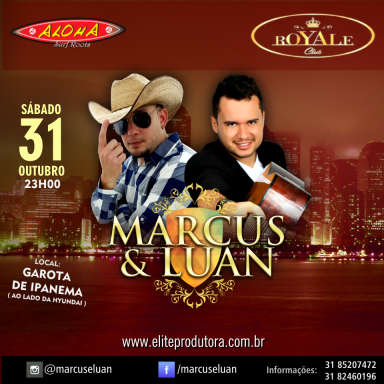 ALOHA
Surf Roots
ROYALE
Club
SÁBADO
31
OUTUBRO
23H00
MARCUS
& LUAN
LOCAL:
GAROTA
DE IPANEMA
( AO LADO DA HYUNDAI )
www.eliteprodutora.com.br
@marcuseluan
f /marcuseluan
Informações:
31 85207472
31 82460196